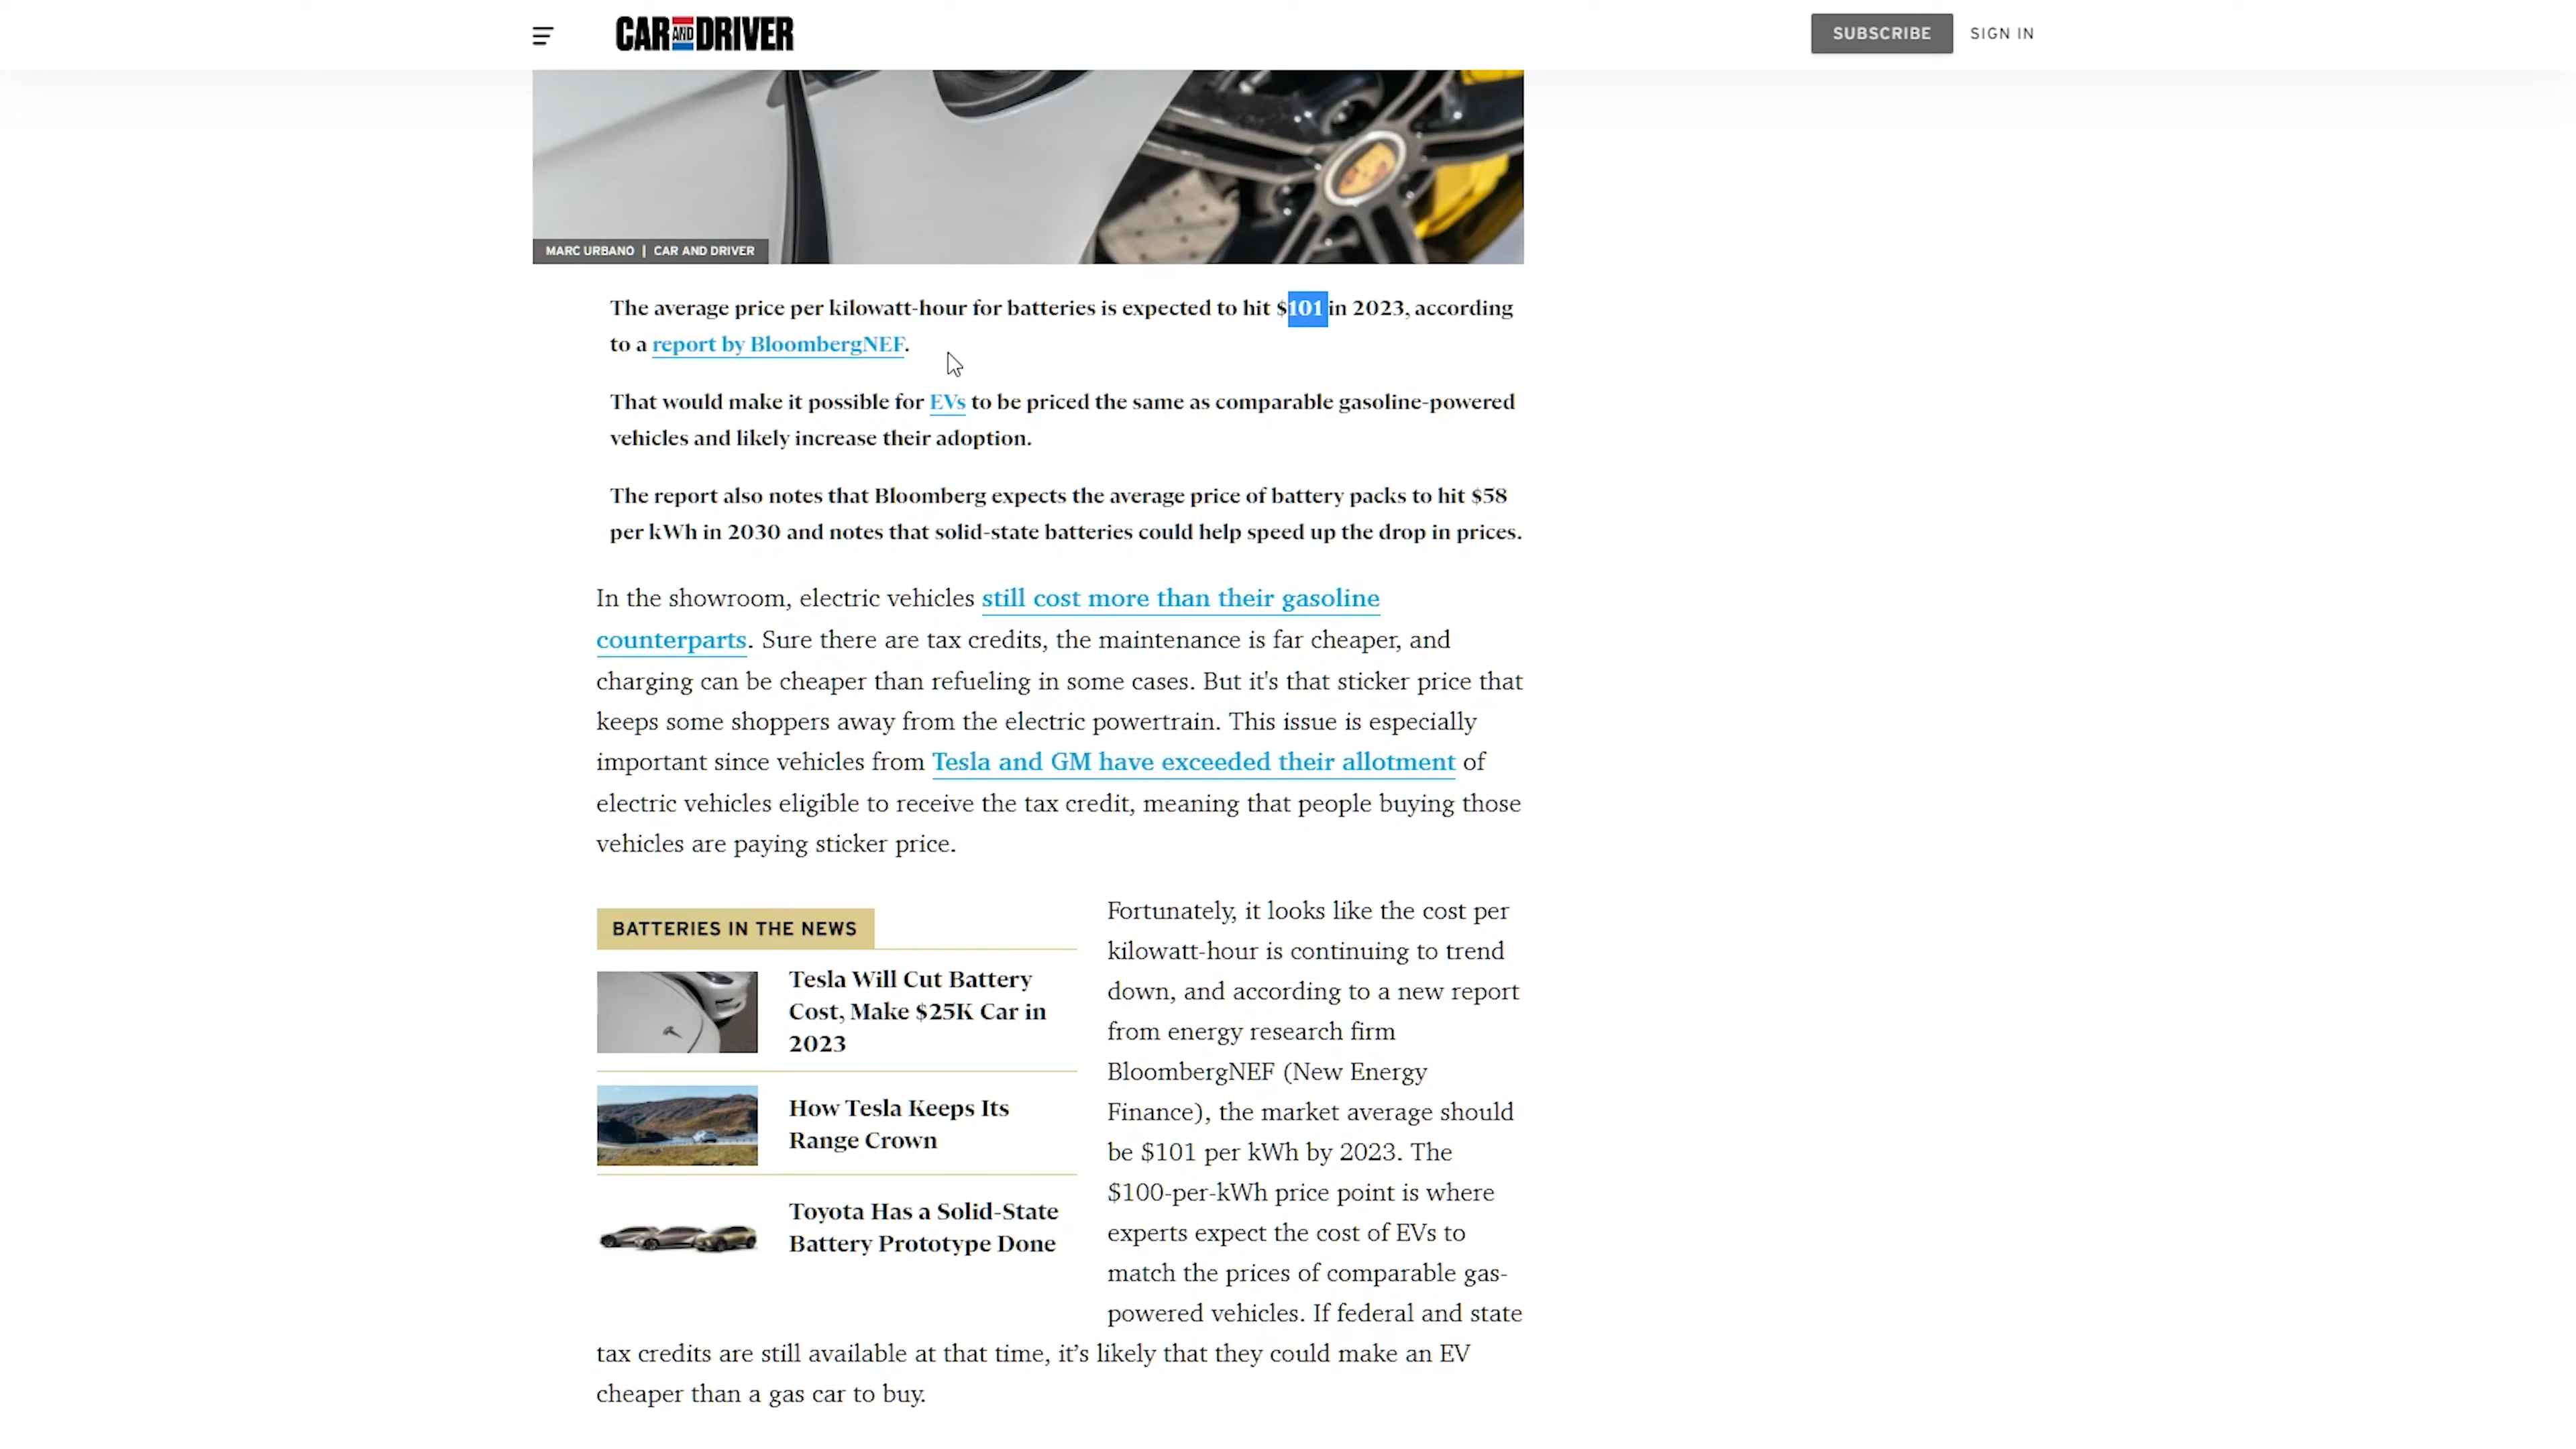 CAR AND DRIVER
SUBSCRIBE
SIGN IN
MARC URBANO | CAR AND DRIVER
The average price per kilowatt-hour for batteries is expected to hit $101 in 2023, according
to a report by BloombergNEF.
That would make it possible for EVs to be priced the same as comparable gasoline-powered
vehicles and likely increase their adoption.
The report also notes that Bloomberg expects the average price of battery packs to hit $58
per kWh in 2030 and notes that solid-state batteries could help speed up the drop in prices.
In the showroom, electric vehicles still cost more than their gasoline
counterparts. Sure there are tax credits, the maintenance is far cheaper, and
charging can be cheaper than refueling in some cases. But it's that sticker price that
keeps some shoppers away from the electric powertrain. This issue is especially
important since vehicles from Tesla and GM have exceeded their allotment of
electric vehicles eligible to receive the tax credit, meaning that people buying those
vehicles are paying sticker price.
BATTERIES IN THE NEWS
Tesla Will Cut Battery
Cost, Make $25K Car in
2023
How Tesla Keeps Its
Range Crown
Toyota Has a Solid-State
Battery Prototype Done
Fortunately, it looks like the cost per
kilowatt-hour is continuing to trend
down, and according to a new report
from energy research firm
BloombergNEF (New Energy
Finance), the market average should
be $101 per kWh by 2023. The
$100-per-kWh price point is where
experts expect the cost of EVs to
match the prices of comparable gas-
powered vehicles. If federal and state
tax credits are still available at that time, it’s likely that they could make an EV
cheaper than a gas car to buy.